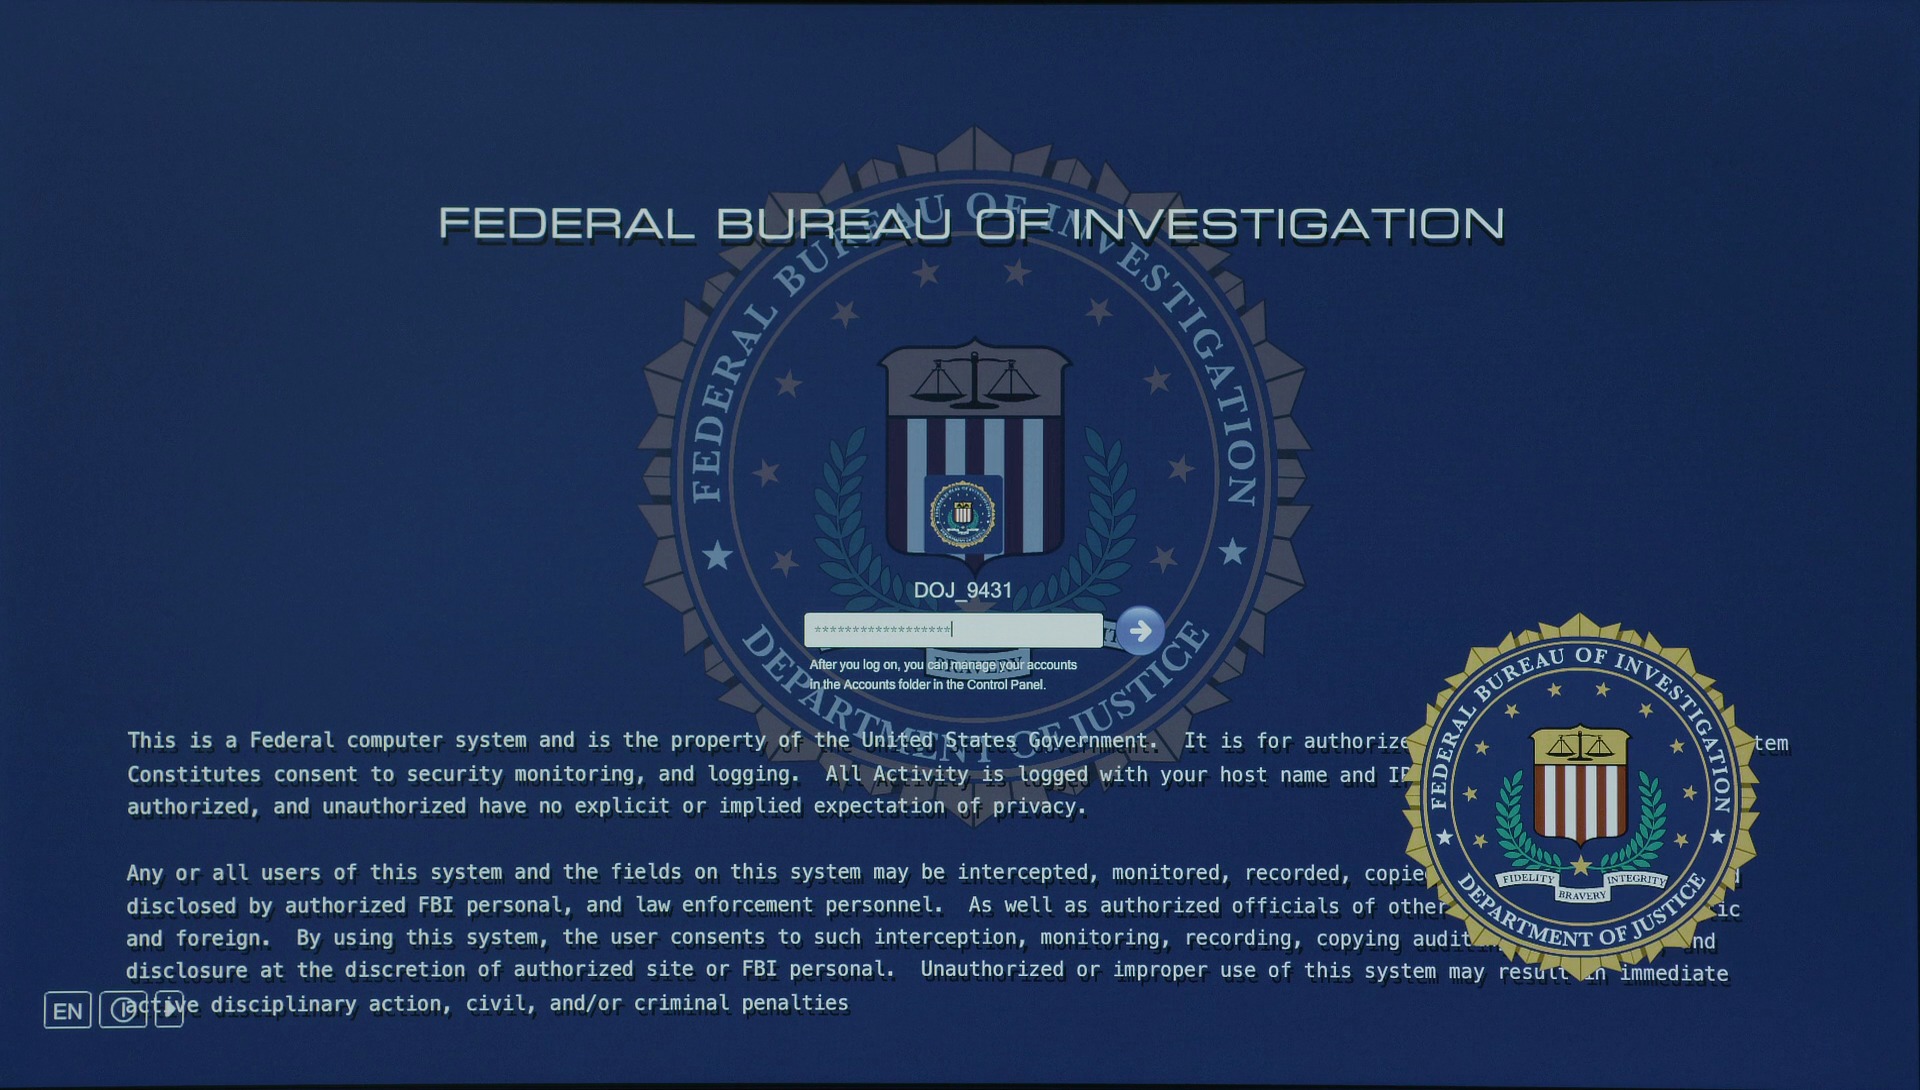 FEDERAL BUREAU OF INVESTIGATION
FEDERAL BUREAU OF INVESTIGATION
DOJ_9431
******************
After you log on, you can manage your accounts
in the Accounts folder in the Control Panel.
BRAVERY
DEPARTMENT OF JUSTICE
This is a Federal computer system and is the property of the United States Government. It is for
Constitutes consent to security monitoring, and logging. All Activity is logged with your host name and
authorized, and unauthorized have no explicit or implied expectation of privacy.
Any or all users of this system and the fields on this system may be intercepted, monitored, recorded,
disclosed by authorized FBI personal, and law enforcement personnel. As well as authorized officials of other
and foreign. By using this system, the user consents to such interception, monitoring, recording, copying
disclosure at the discretion of authorized site or FBI personal. Unauthorized or improper use of this system may result in immediate
active disciplinary action, civil, and/or criminal penalties
EN
FEDERAL BUREAU OF INVESTIGATION
FIDELITY BRAVERY INTEGRITY
DEPARTMENT OF JUSTICE